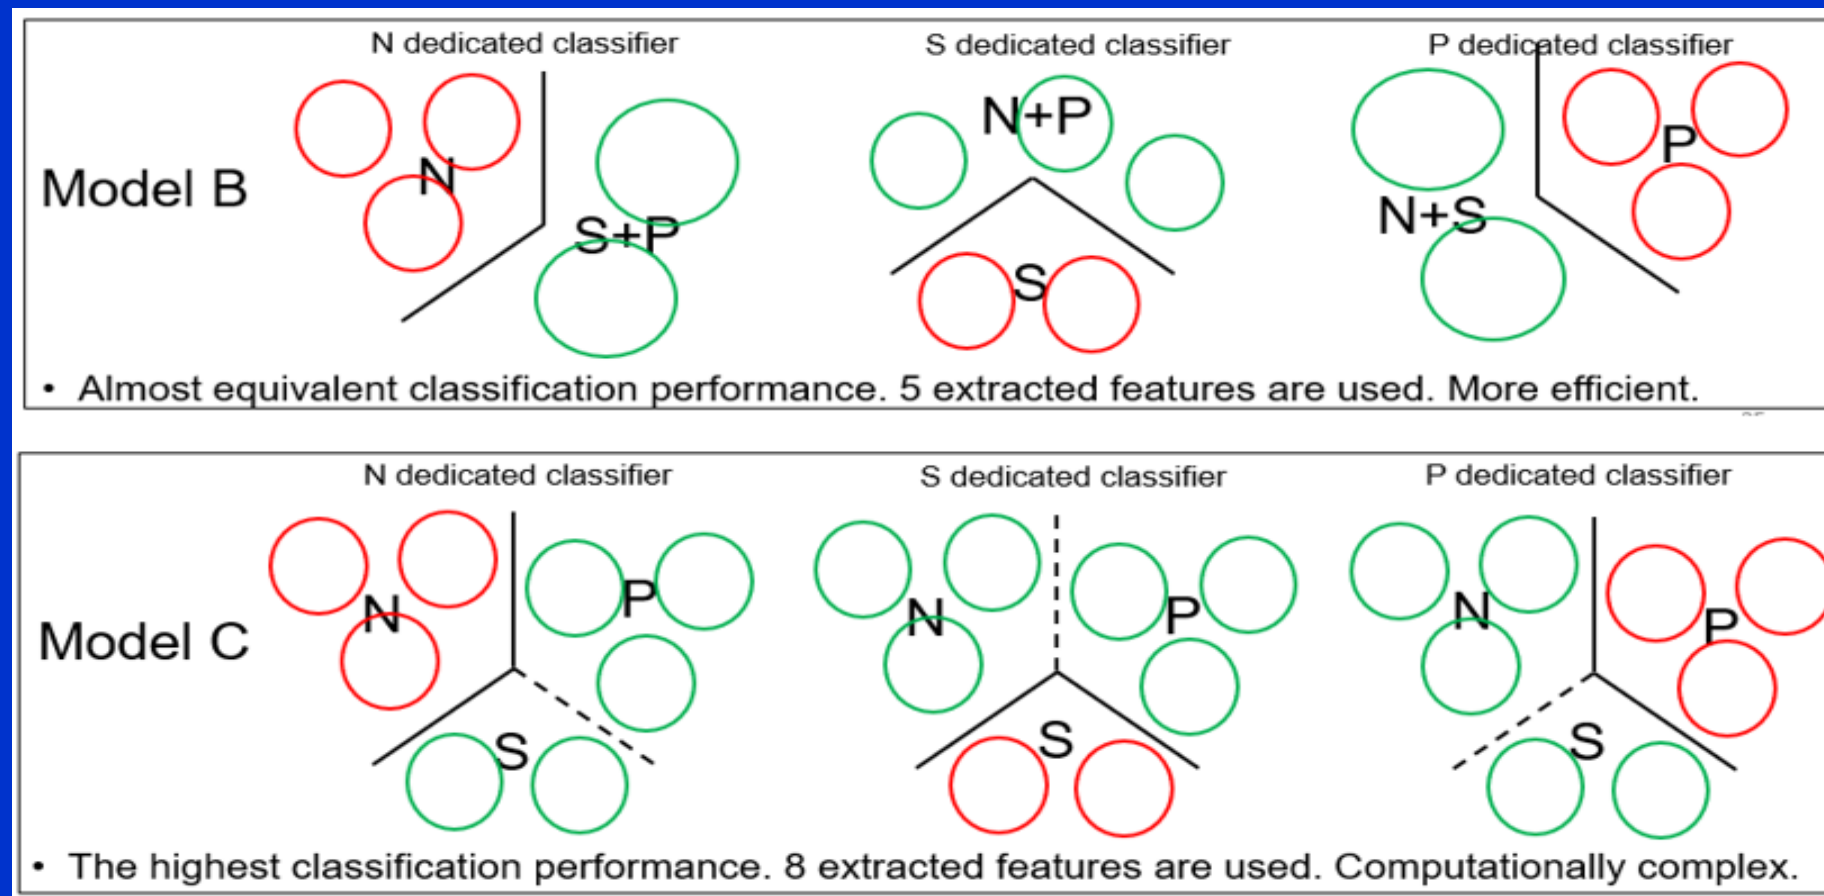 N dedicated classifier
S dedicated classifier
P dedicated classifier
Model B
N
S+P
N+P
S
N+S
P
• Almost equivalent classification performance. 5 extracted features are used. More efficient.
N dedicated classifier
S dedicated classifier
P dedicated classifier
Model C
N
P
S
N
P
S
N
P
S
• The highest classification performance. 8 extracted features are used. Computationally complex.